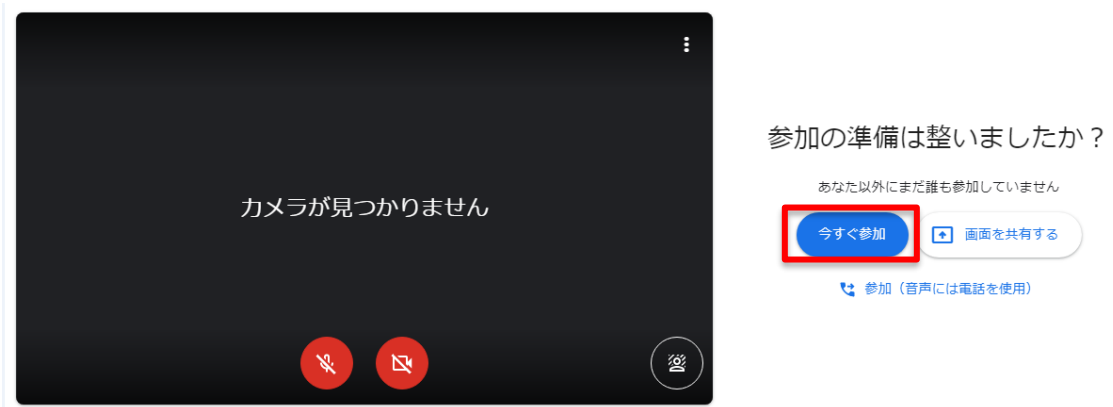 カメラが見つかりません
参加の準備は整いましたか？
あなた以外にまだ誰も参加していません
今すぐ参加
画面を共有する
参加（音声には電話を使用）